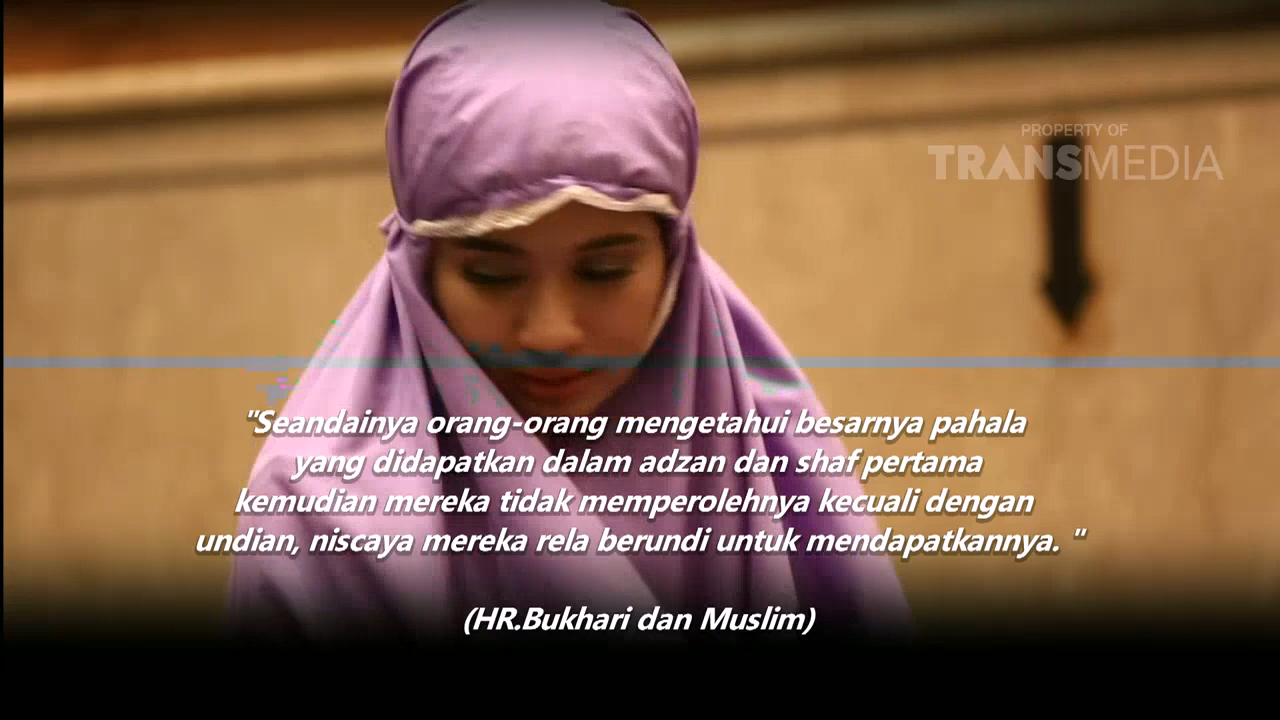 PROPERTY OF
TRANSMEDIA
"Seandainya orang-orang mengetahui besarnya pahala
yang didapatkan dalam adzan dan shaf pertama
kemudian mereka tidak memperolehnya kecuali dengan
undian, niscaya mereka rela berundi untuk mendapatkannya. "
(HR.Bukhari dan Muslim)